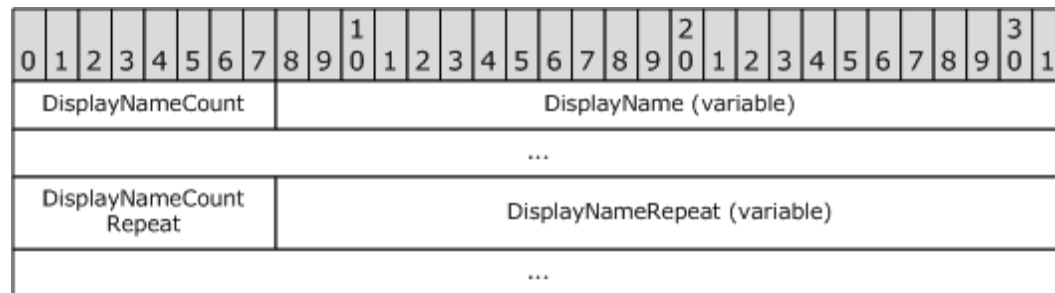 0 1 2 3 4 5 6 7 8 9 1 0 1 2 3 4 5 6 7 8 9 2 0 1 2 3 4 5 6 7 8 9 3 0 1
DisplayNameCount DisplayName (variable)
...
DisplayNameCount
Repeat
DisplayNameRepeat (variable)
...